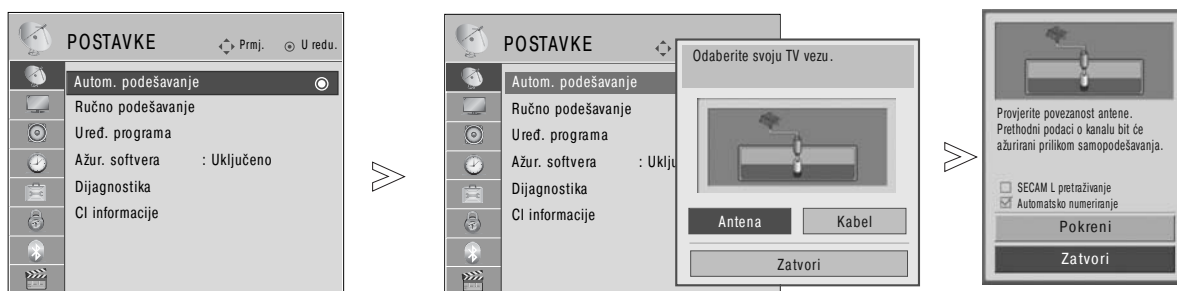 POSTAVKE
Prmj.
U redu.
Autom. podešavanje
Ručno podešavanje
Uređ. programa
Ažur. softvera : Uključeno
Dijagnostika
CI informacije
POSTAVKE
Autom. podešavanje
Ručno podešavanje
Uređ. programa
Ažur. softvera : Uklju
Dijagnostika
CI informacije
Odaberite svoju TV vezu.
Antena
Kabel
Zatvori
Provjerite povezanost antene.
Prethodni podaci o kanalu bit će
ažurirani prilikom samopodešavanja.
SECAM L pretraživanje
Automatsko numeriranje
Pokreni
Zatvori